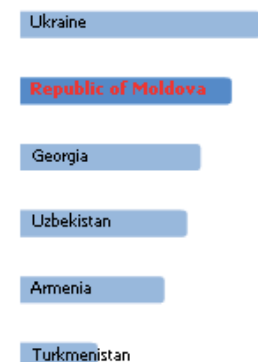 Ukraine
Republic of Moldova
Georgia
Uzbekistan
Armenia
Turkmenistan